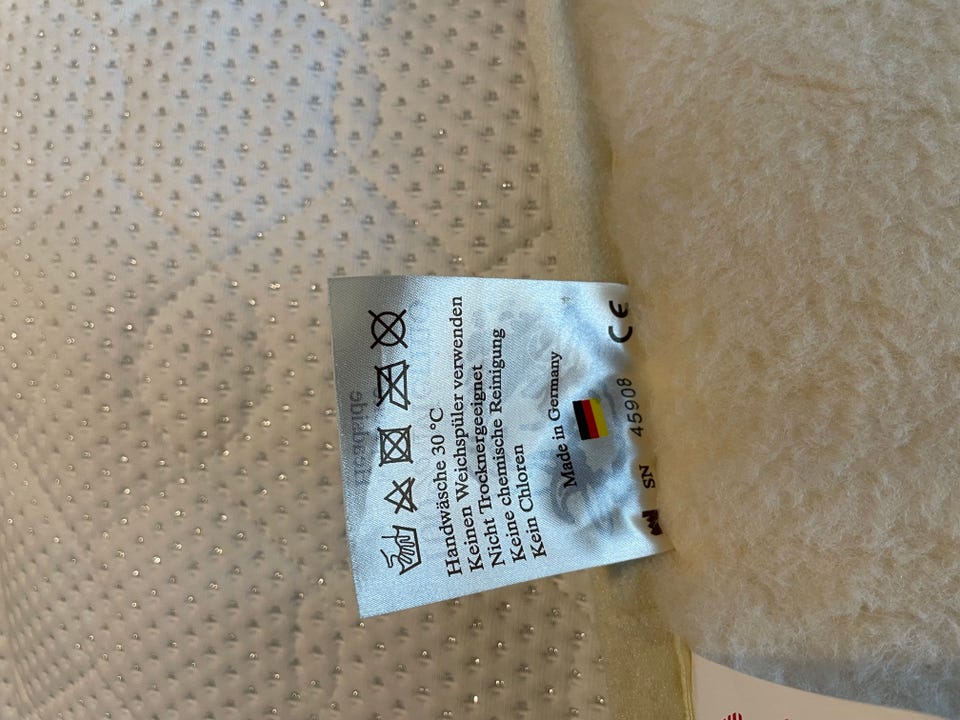 Handwäsche 30 °C
Keinen Weichspüler verwenden
Nicht Trocknergeeignet
Keine chemische Reinigung
Kein Chloren
Made in Germany
SN 45908 CE